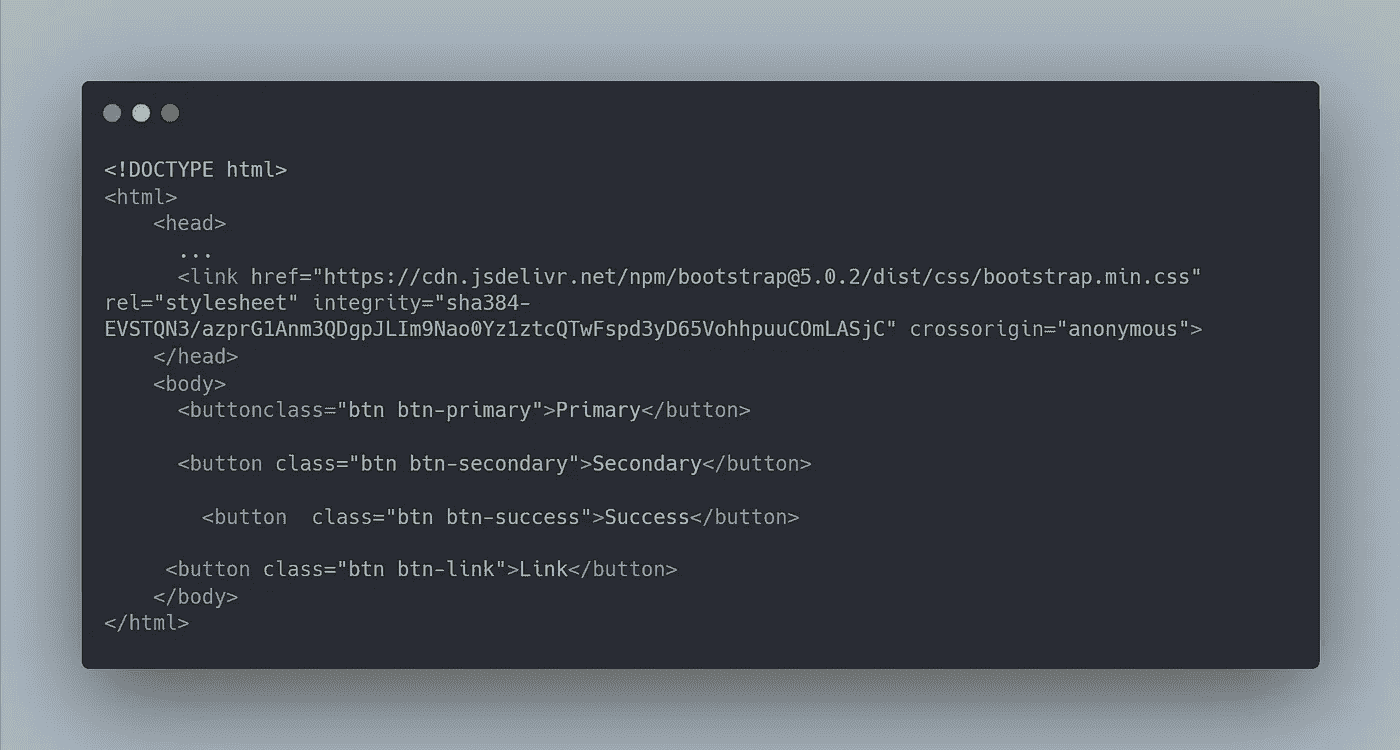 <!DOCTYPE html>
<html>
    <head>
      ...
      <link href="https://cdn.jsdelivr.net/npm/bootstrap@5.0.2/dist/css/bootstrap.min.css"
rel="stylesheet" integrity="sha384-
EVSTQN3/azprG1Anm3QDgpJLIm9Nao0Yz1ztcQTwFspd3yD65VohhpuuCOmLASjC" crossorigin="anonymous">
    </head>
    <body>
      <buttonclass="btn btn-primary">Primary</button>
      <button class="btn btn-secondary">Secondary</button>
        <button  class="btn btn-success">Success</button>
     <button class="btn btn-link">Link</button>
    </body>
</html>